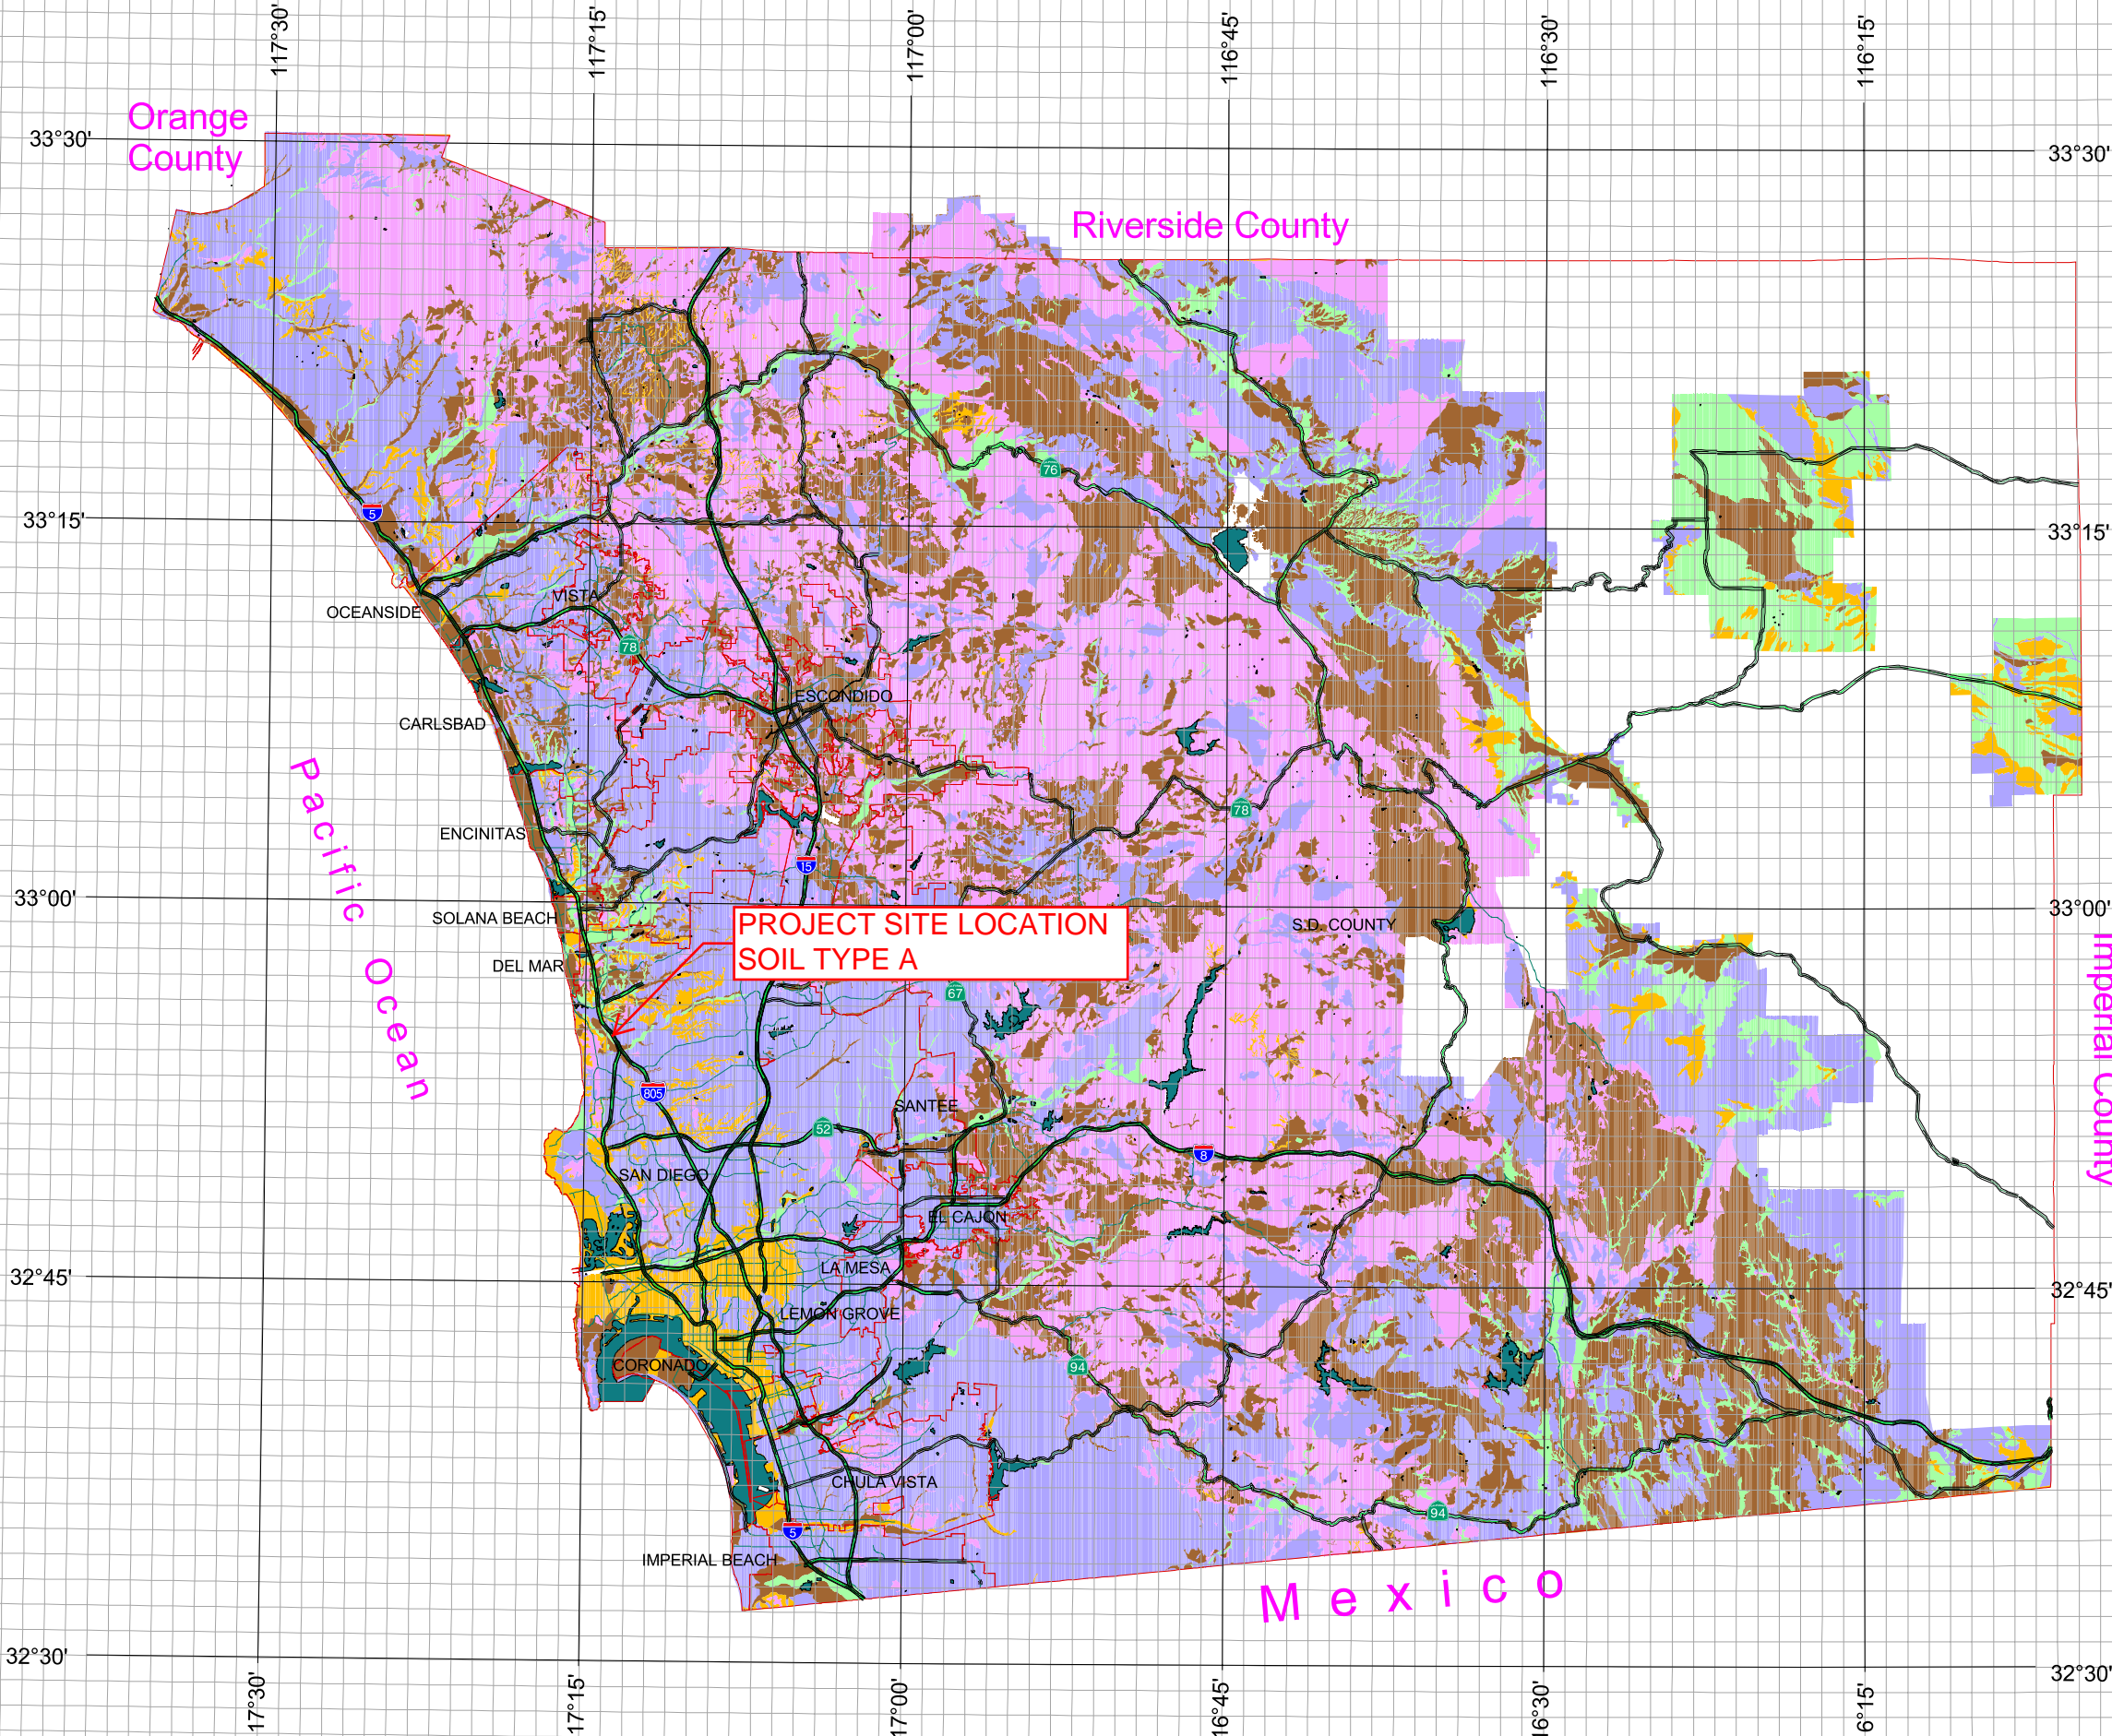 117°30'
117°15'
117°00'
116°45'
116°30'
116°15'
Orange
County
33°30'
33°30'
Riverside County
76
5
33°15'
33°15'
VISTA
OCEANSIDE
78
ESCONDIDO
CARLSBAD
Pacific Ocean
78
ENCINITAS
15
33°00'
33°00'
SOLANA BEACH
PROJECT SITE LOCATION
SOIL TYPE A
S.D. COUNTY
DEL MAR
Imperial County
67
805
SANTEE
52
8
SAN DIEGO
EL CAJON
LA MESA
32°45'
32°45'
LEMON GROVE
CORONADO
94
CHULA VISTA
94
5
IMPERIAL BEACH
Mexico
32°30'
32°30'
17°30'
17°15'
17°00'
16°45'
16°30'
6°15'